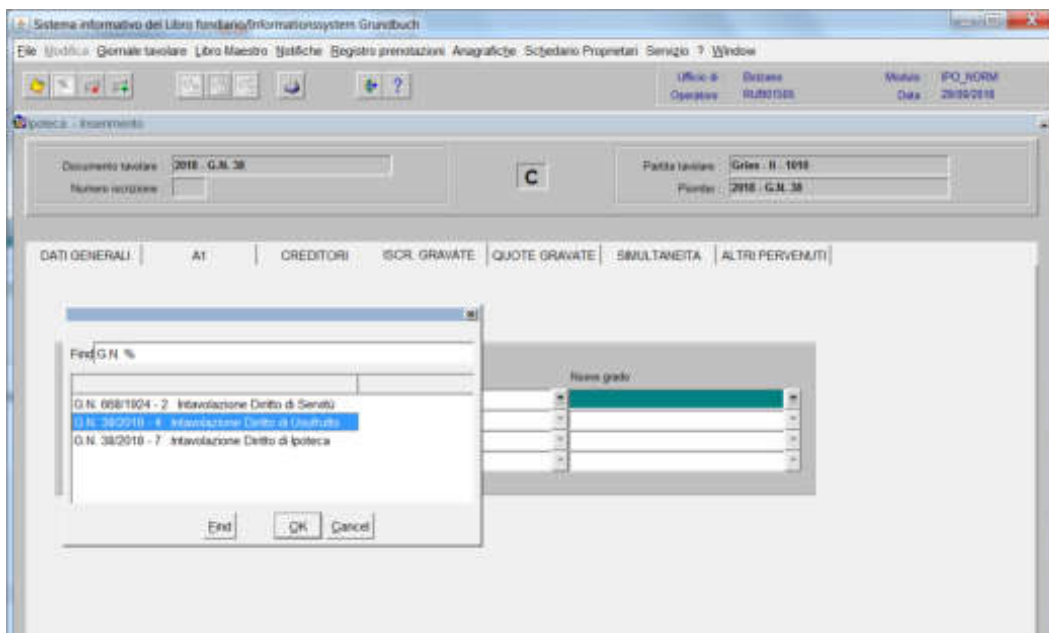 Sistema informativo del Libro fondiario/Informationssystem Grundbuch
File Modifica Giornale tavolare Libro Maestro Notifiche Registro prenotazioni Anagrafiche Schedario Proprietari Servizio ? Window
Ufficio di Bolzano Modulo IPO_NORM
Operatore Data
Ipoteca - Inserimento
Documento tavolare 2018 - G.N. 38 C Partita tavolare Gries - II - 1010
Numero iscrizione Piombo 2018 - G.N. 38
DATI GENERALI A1 CREDITORI ISCR. GRAVATE QUOTE GRAVATE SIMULTANEITA ALTRI PERVENUTI
Find G.N. %
Nuovo grado
G.N. 668/1924 - 2 Intavolazione Diritto di Servitù
G.N. 38/2018 - 4 Intavolazione Diritto di Usufrutto
G.N. 38/2018 - 7 Intavolazione Diritto di Ipoteca
Find OK Cancel